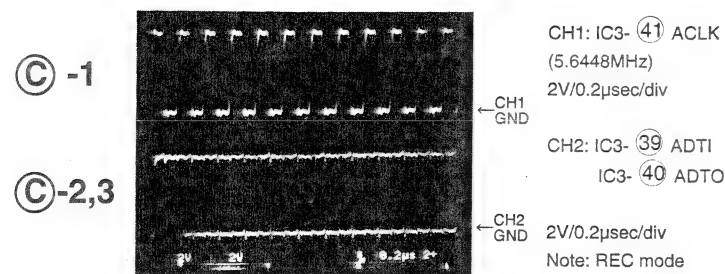 Ⓒ -1
CH1: IC3- ㊶ ACLK
(5.6448MHz)
2V/0.2μsec/div
←CH1
GND
Ⓒ-2,3
CH2: IC3- ㊴ ADTI
IC3- ㊵ ADTO
←CH2
GND
2V/0.2μsec/div
Note: REC mode
2V 2V 0.2μs